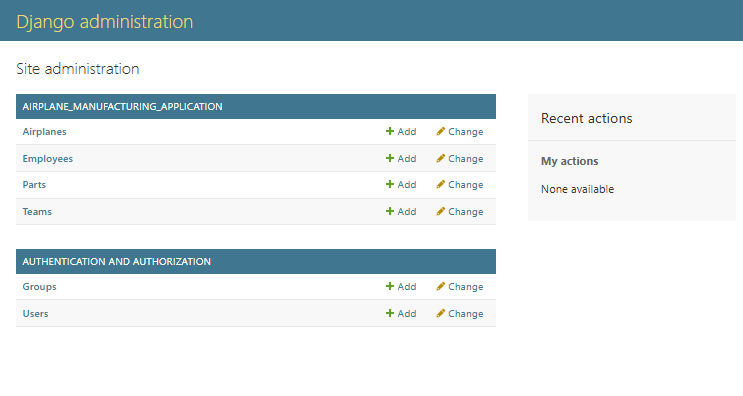 Django administration
Site administration
AIRPLANE_MANUFACTURING_APPLICATION
Airplanes Add Change
Employees Add Change
Parts Add Change
Teams Add Change
AUTHENTICATION AND AUTHORIZATION
Groups Add Change
Users Add Change
Recent actions
My actions
None available